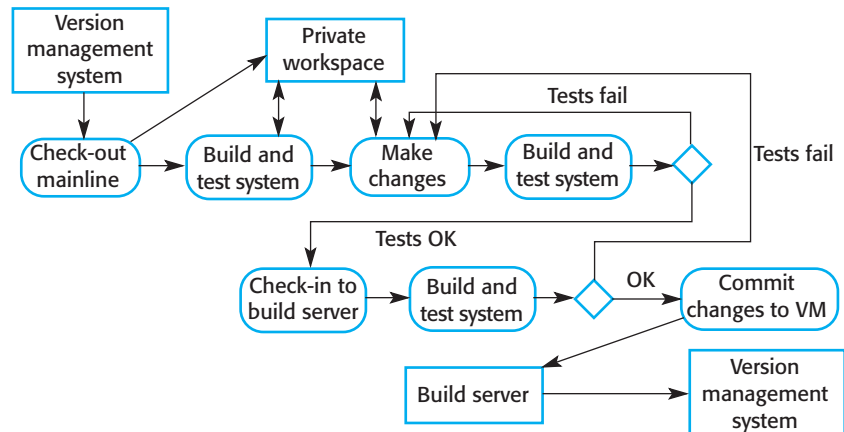 Version
management
system
Private
workspace
Tests fail
Check-out
mainline
Build and
test system
Make
changes
Build and
test system
Tests fail
Tests OK
Check-in to
build server
Build and
test system
OK
Commit
changes to VM
Build server
Version
management
system